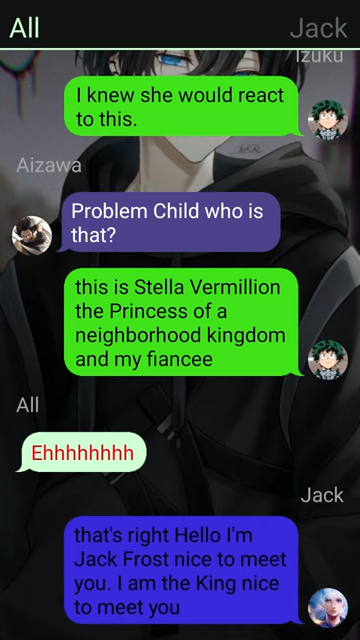 All Jack
Izuku
I knew she would react
to this.
Aizawa
Problem Child who is
that?
this is Stella Vermillion
the Princess of a
neighborhood kingdom
and my fiancee
All
Ehhhhhhhh
Jack
that's right Hello I'm
Jack Frost nice to meet
you. I am the King nice
to meet you